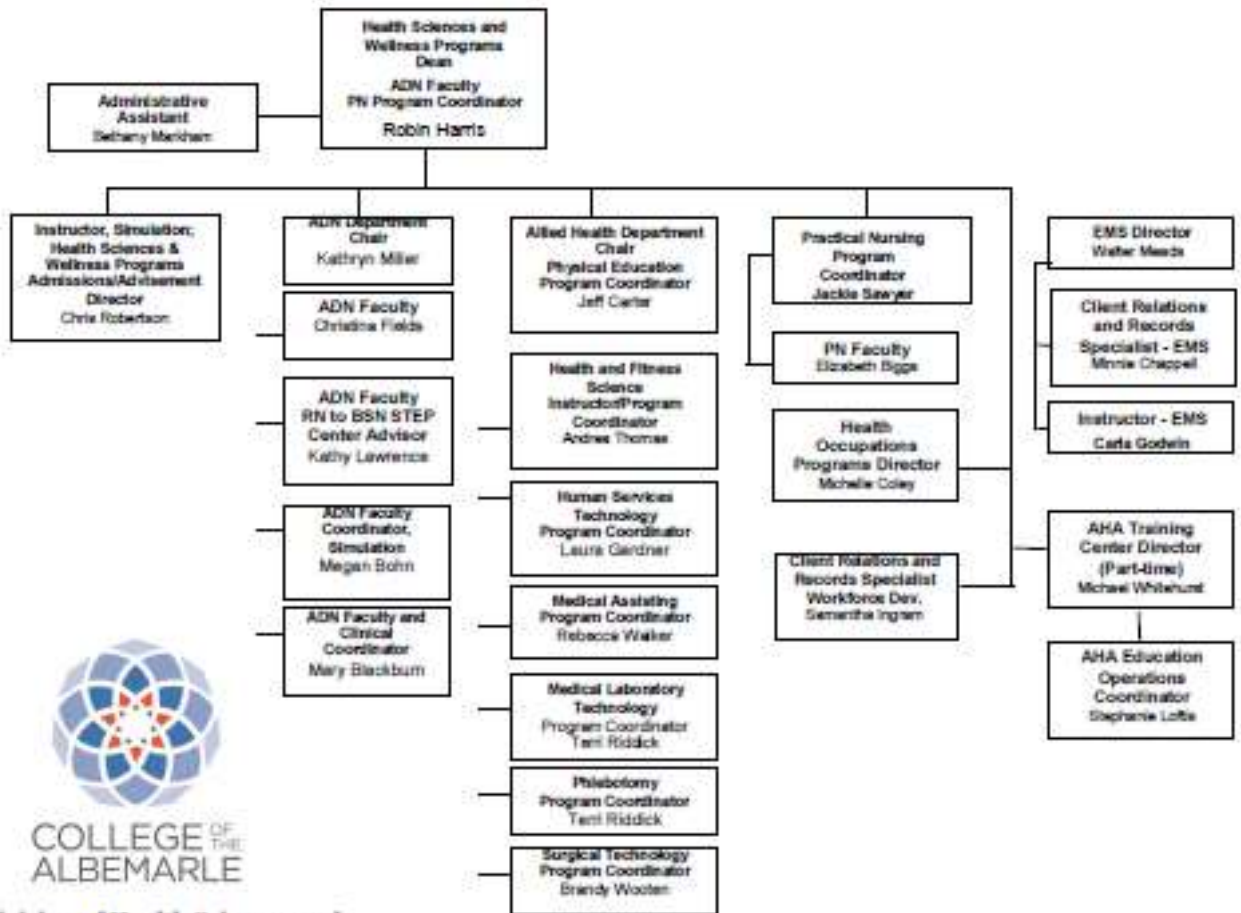 Health Sciences and
Wellness Programs
Dean
ADN Faculty
PN Program Coordinator
Robin Harris
Administrative
Assistant
Bethany Markham
Instructor, Simulation;
Health Sciences &
Wellness Programs
Admissions/Advisement
Director
Chris Robertson
ADN Department
Chair
Kathryn Miller
ADN Faculty
Christina Fields
ADN Faculty
RN to BSN STEP
Center Advisor
Kathy Lawrence
ADN Faculty
Coordinator,
Simulation
Megan Bohn
ADN Faculty and
Clinical
Coordinator
Mary Blackburn
Allied Health Department
Chair
Physical Education
Program Coordinator
Jeff Carter
Health and Fitness
Science
Instructor/Program
Coordinator
Andrea Thomas
Human Services
Technology
Program Coordinator
Laura Gardner
Medical Assisting
Program Coordinator
Rebecca Walker
Medical Laboratory
Technology
Program Coordinator
Terri Riddick
Phlebotomy
Program Coordinator
Terri Riddick
Surgical Technology
Program Coordinator
Brandy Wooten
Practical Nursing
Program
Coordinator
Jackie Sawyer
PN Faculty
Elizabeth Biggs
Health
Occupations
Programs Director
Michelle Coley
Client Relations and
Records Specialist
Workforce Dev.
Samantha Ingram
EMS Director
Walter Meads
Client Relations
and Records
Specialist - EMS
Minnie Chappell
Instructor - EMS
Carla Godwin
AHA Training
Center Director
(Part-time)
Michael Whitehurst
AHA Education
Operations
Coordinator
Stephanie Loftis
COLLEGE OF THE
ALBEMARLE